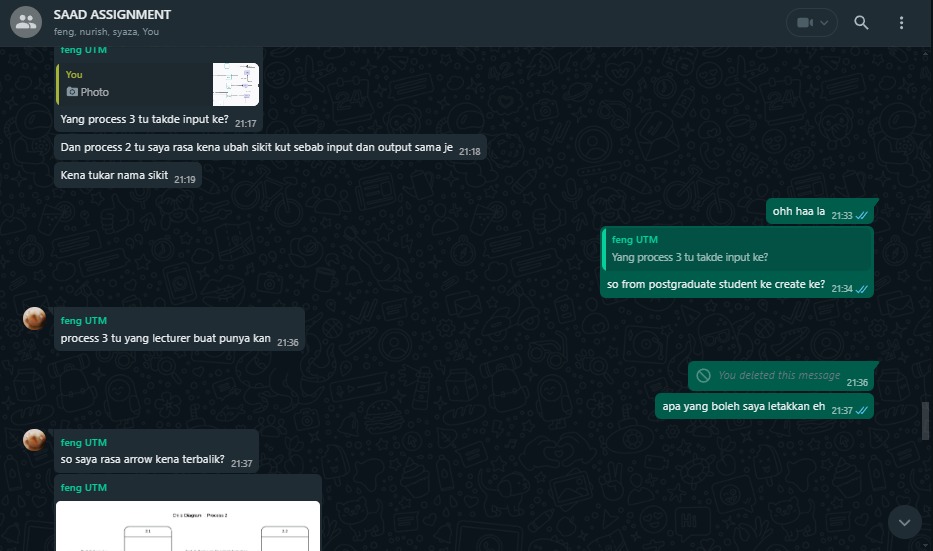 SAAD ASSIGNMENT
feng, nurish, syaza, You
feng UTM
You
Photo
Yang process 3 tu takde input ke? 21:17
Dan process 2 tu saya rasa kena ubah sikit kut sebab input dan output sama je 21:18
Kena tukar nama sikit 21:19
ohh haa la 21:33
feng UTM
Yang process 3 tu takde input ke?
so from postgraduate student ke create ke? 21:34
feng UTM
process 3 tu yang lecturer buat punya kan 21:36
You deleted this message 21:36
apa yang boleh saya letakkan eh 21:37
feng UTM
so saya rasa arrow kena terbalik? 21:37
feng UTM